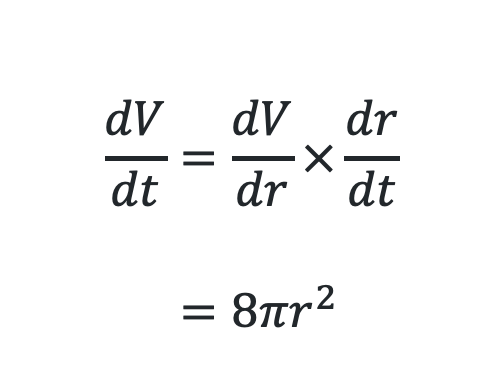 dV/dt = dV/dr × dr/dt
= 8πr²